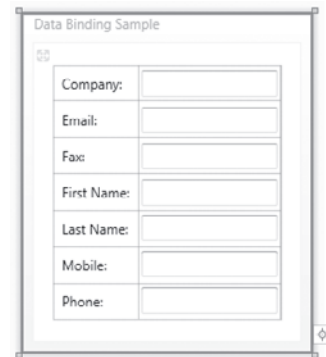 Data Binding Sample
Company:
Email:
Fax:
First Name:
Last Name:
Mobile:
Phone: